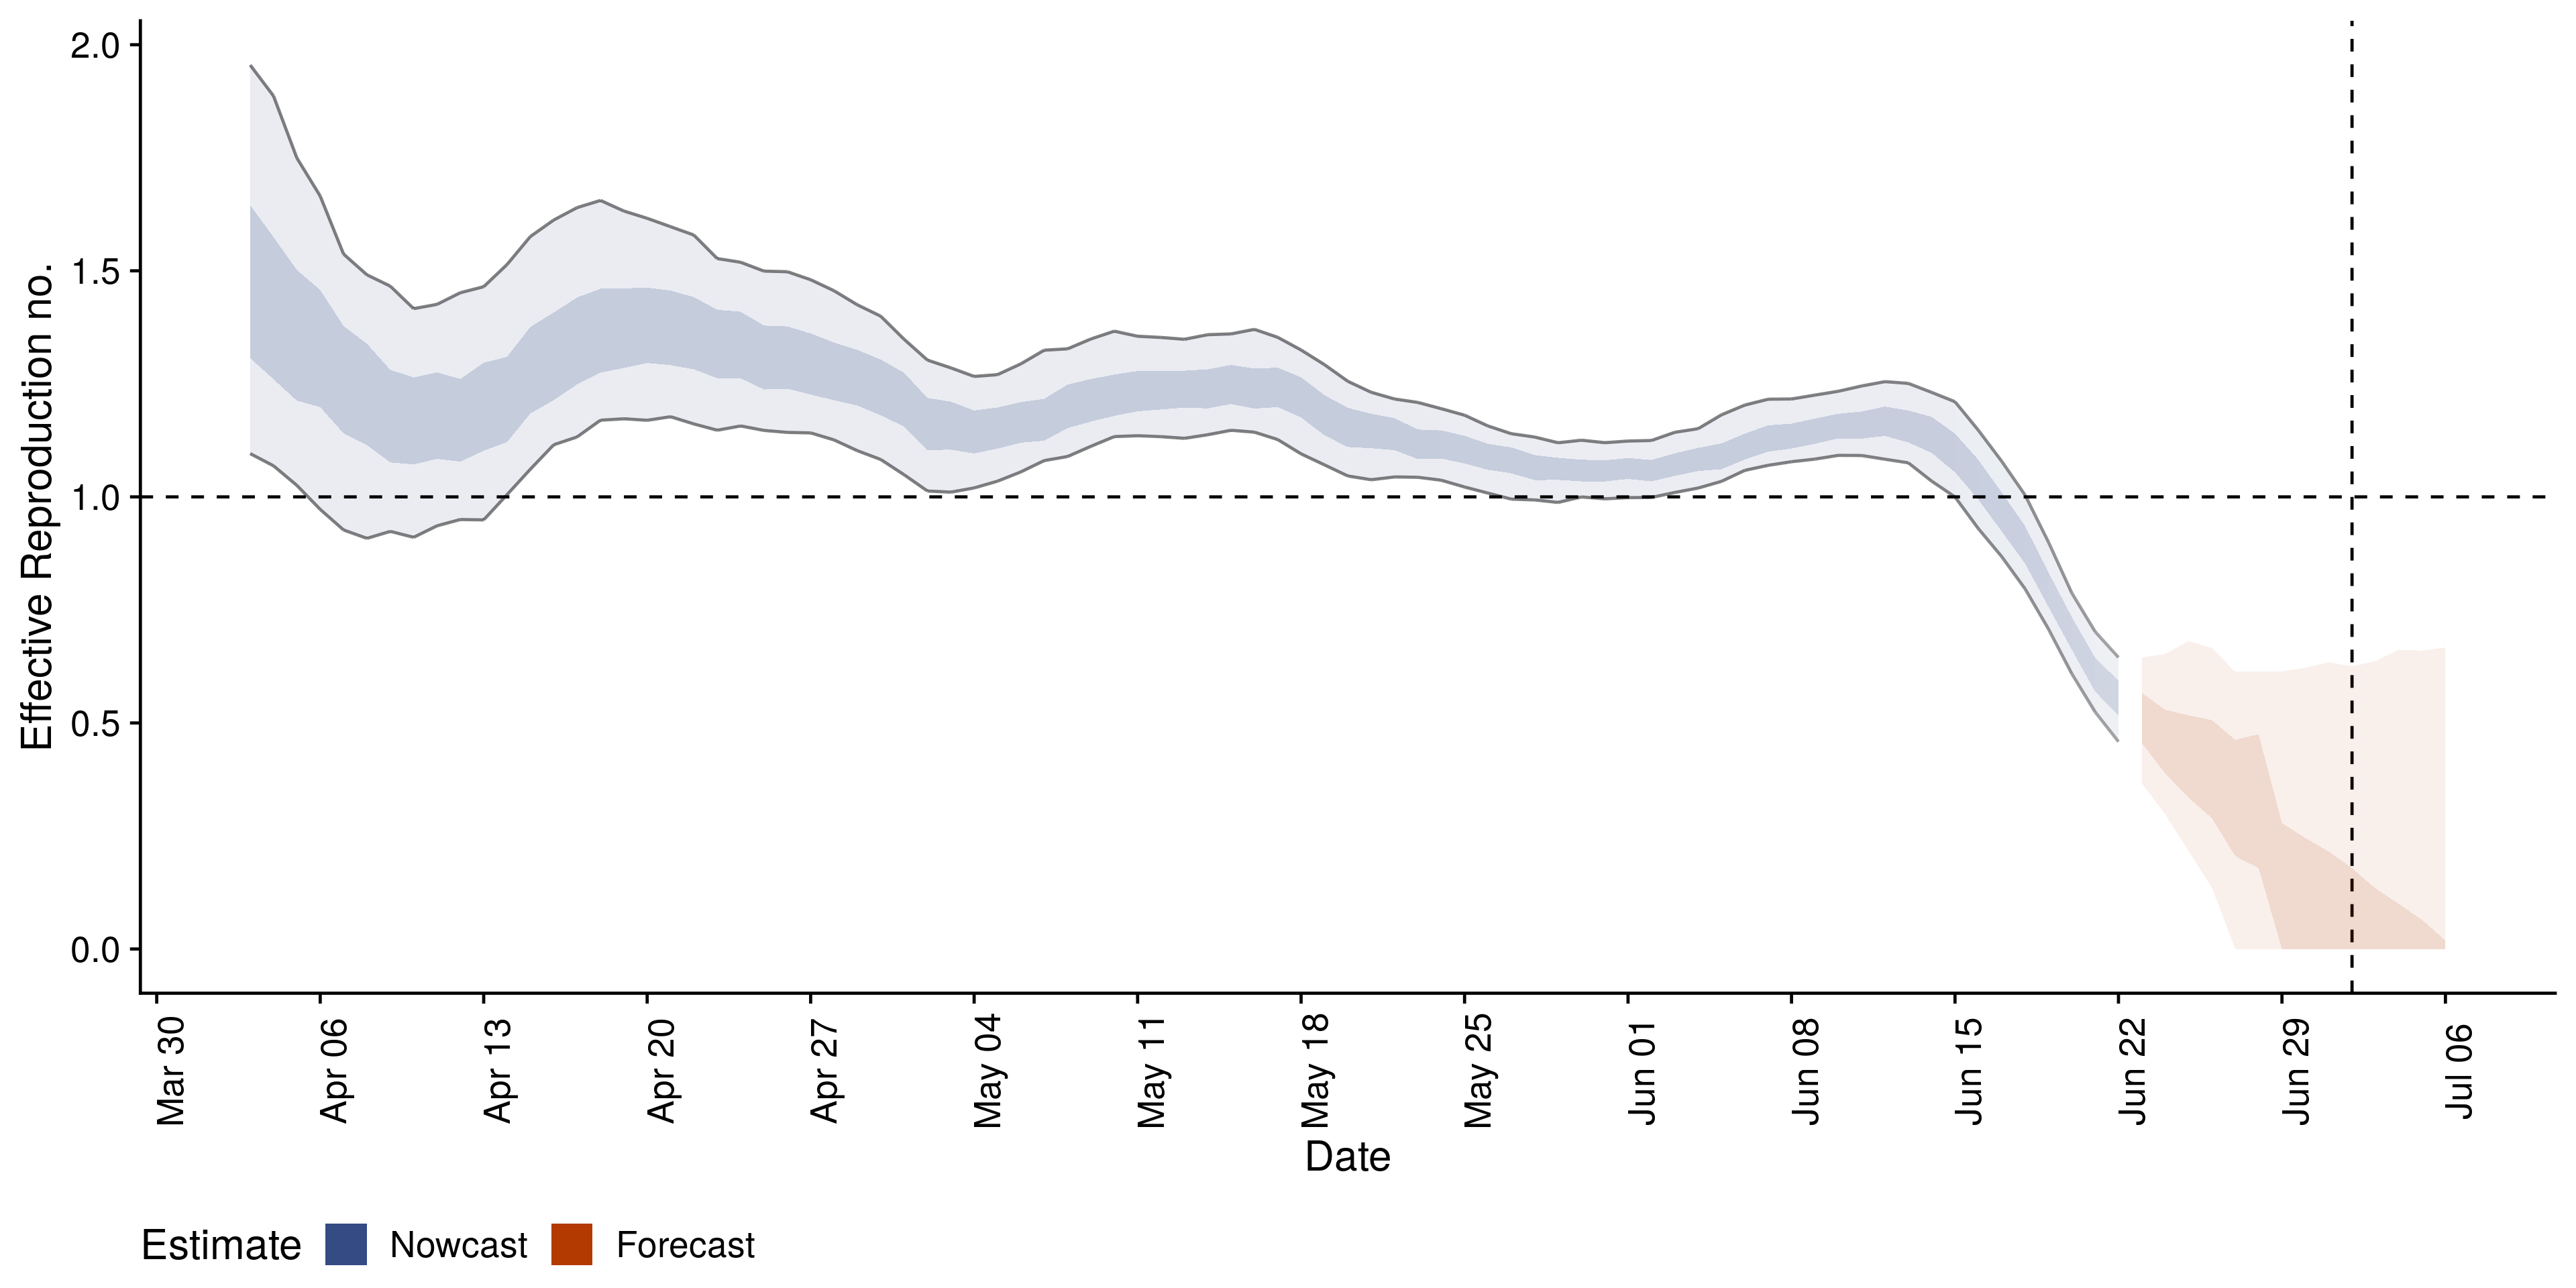 Effective Reproduction no.
2.0
1.5
1.0
0.5
0.0
Mar 30
Apr 06
Apr 13
Apr 20
Apr 27
May 04
May 11
May 18
May 25
Jun 01
Jun 08
Jun 15
Jun 22
Jun 29
Jul 06
Date
Estimate Nowcast Forecast